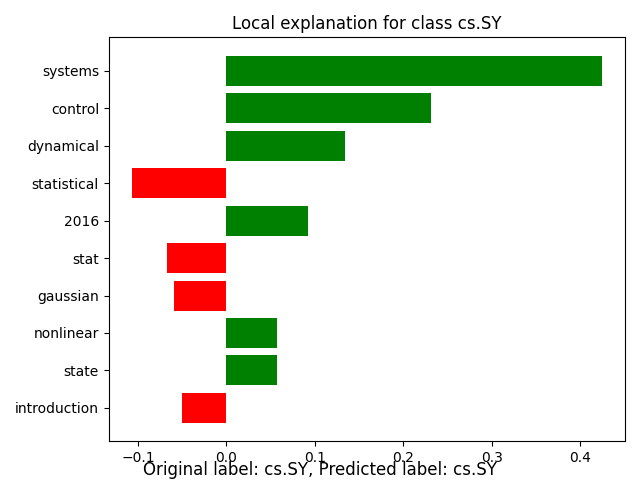 Local explanation for class cs.SY
systems
control
dynamical
statistical
2016
stat
gaussian
nonlinear
state
introduction
−0.1 0.0 0.1 0.2 0.3 0.4
Original label: cs.SY, Predicted label: cs.SY